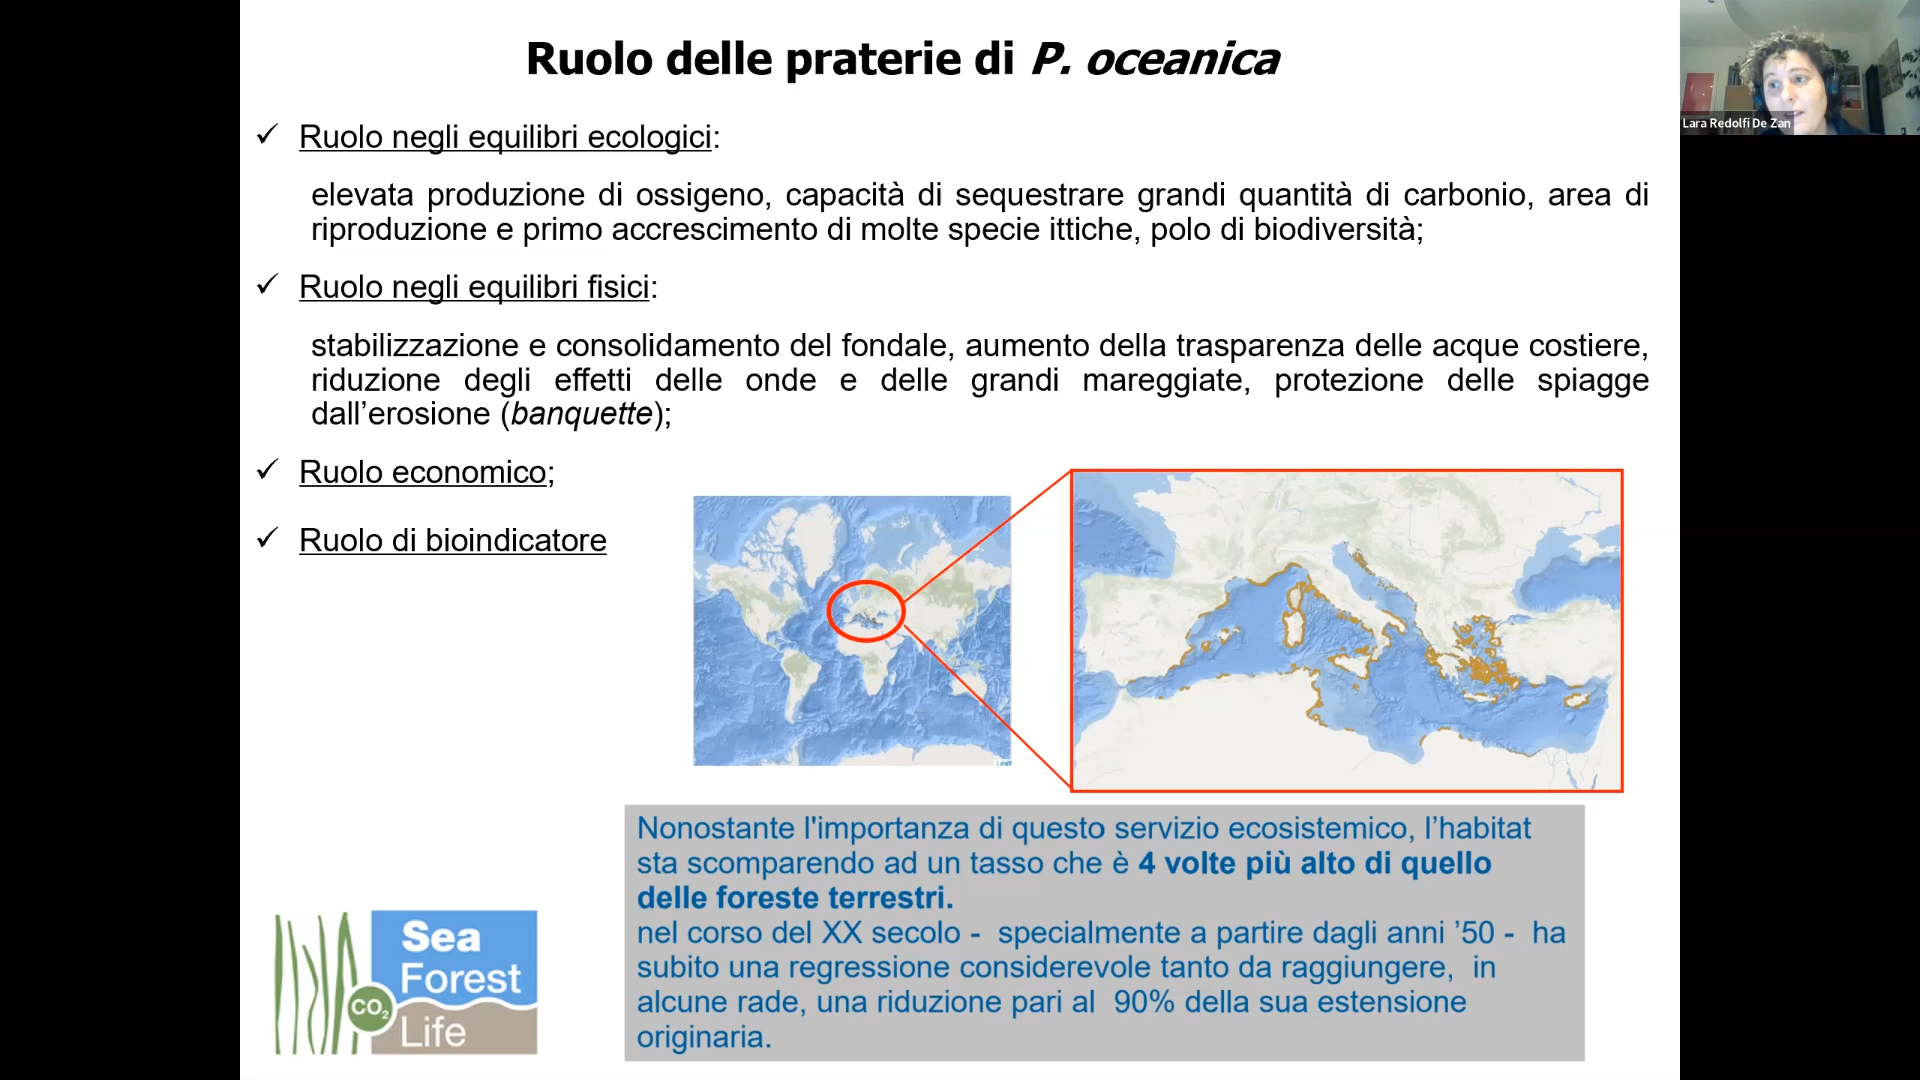 Ruolo delle praterie di P. oceanica
Lara Redolfi De Zan
✓ Ruolo negli equilibri ecologici:
elevata produzione di ossigeno, capacità di sequestrare grandi quantità di carbonio, area di
riproduzione e primo accrescimento di molte specie ittiche, polo di biodiversità;
✓ Ruolo negli equilibri fisici:
stabilizzazione e consolidamento del fondale, aumento della trasparenza delle acque costiere,
riduzione degli effetti delle onde e delle grandi mareggiate, protezione delle spiagge
dall’erosione (banquette);
✓ Ruolo economico;
✓ Ruolo di bioindicatore
Leafl
Nonostante l'importanza di questo servizio ecosistemico, l’habitat
sta scomparendo ad un tasso che è 4 volte più alto di quello
delle foreste terrestri.
nel corso del XX secolo - specialmente a partire dagli anni ’50 - ha
subito una regressione considerevole tanto da raggiungere, in
alcune rade, una riduzione pari al 90% della sua estensione
originaria.
Sea
Forest
CO2
Life